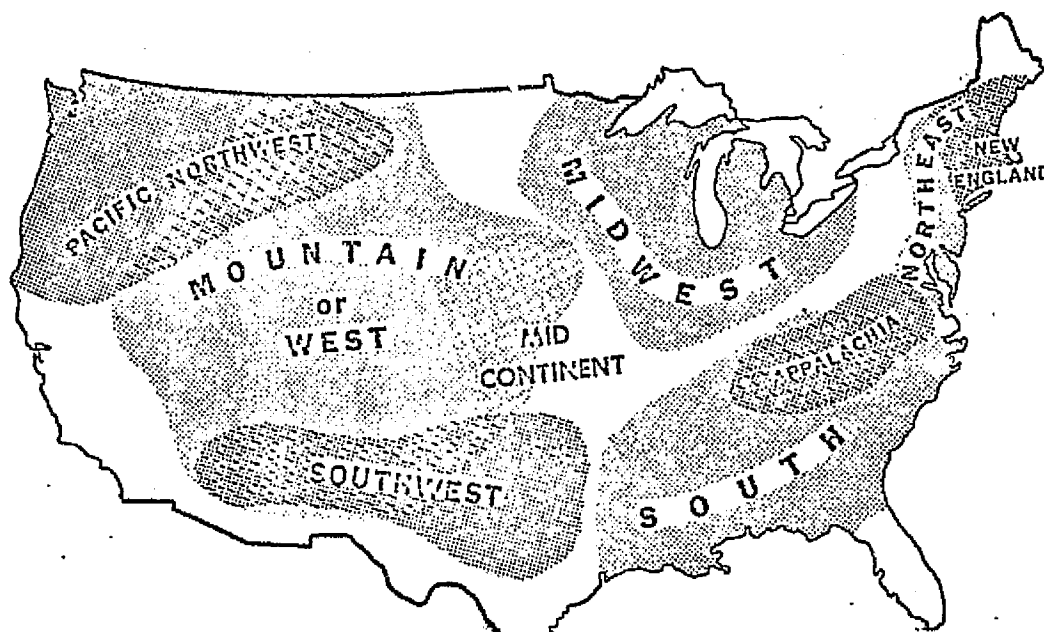 PACIFIC NORTHWEST
MOUNTAIN
or
WEST
MID
CONTINENT
SOUTHWEST
MIDWEST
NORTHEAST
NEW
ENGLAND
APPALACHIA
SOUTH